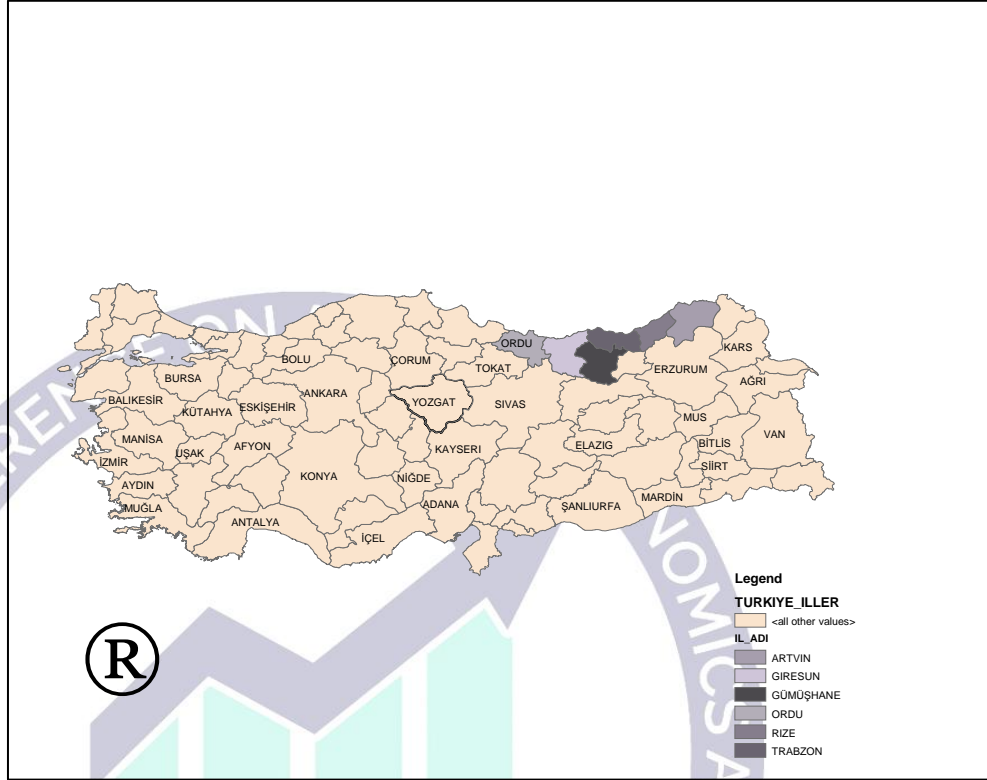 ORDU
KARS
BOLU
ÇORUM
TOKAT
ERZURUM
BURSA
AĞRI
ANKARA
BALIKESİR
YOZGAT
SIVAS
KÜTAHYA
ESKİŞEHİR
MUS
VAN
MANİSA
AFYON
ELAZIG
BİTLİS
UŞAK
KAYSERI
İZMİR
SİİRT
KONYA
NİĞDE
AYDIN
MARDİN
ADANA
ŞANLIURFA
MUĞLA
ANTALYA
İÇEL
Legend
TURKIYE_ILLER
<all other values>
IL_ADI
ARTVIN
GIRESUN
GÜMÜŞHANE
ORDU
RIZE
TRABZON
®